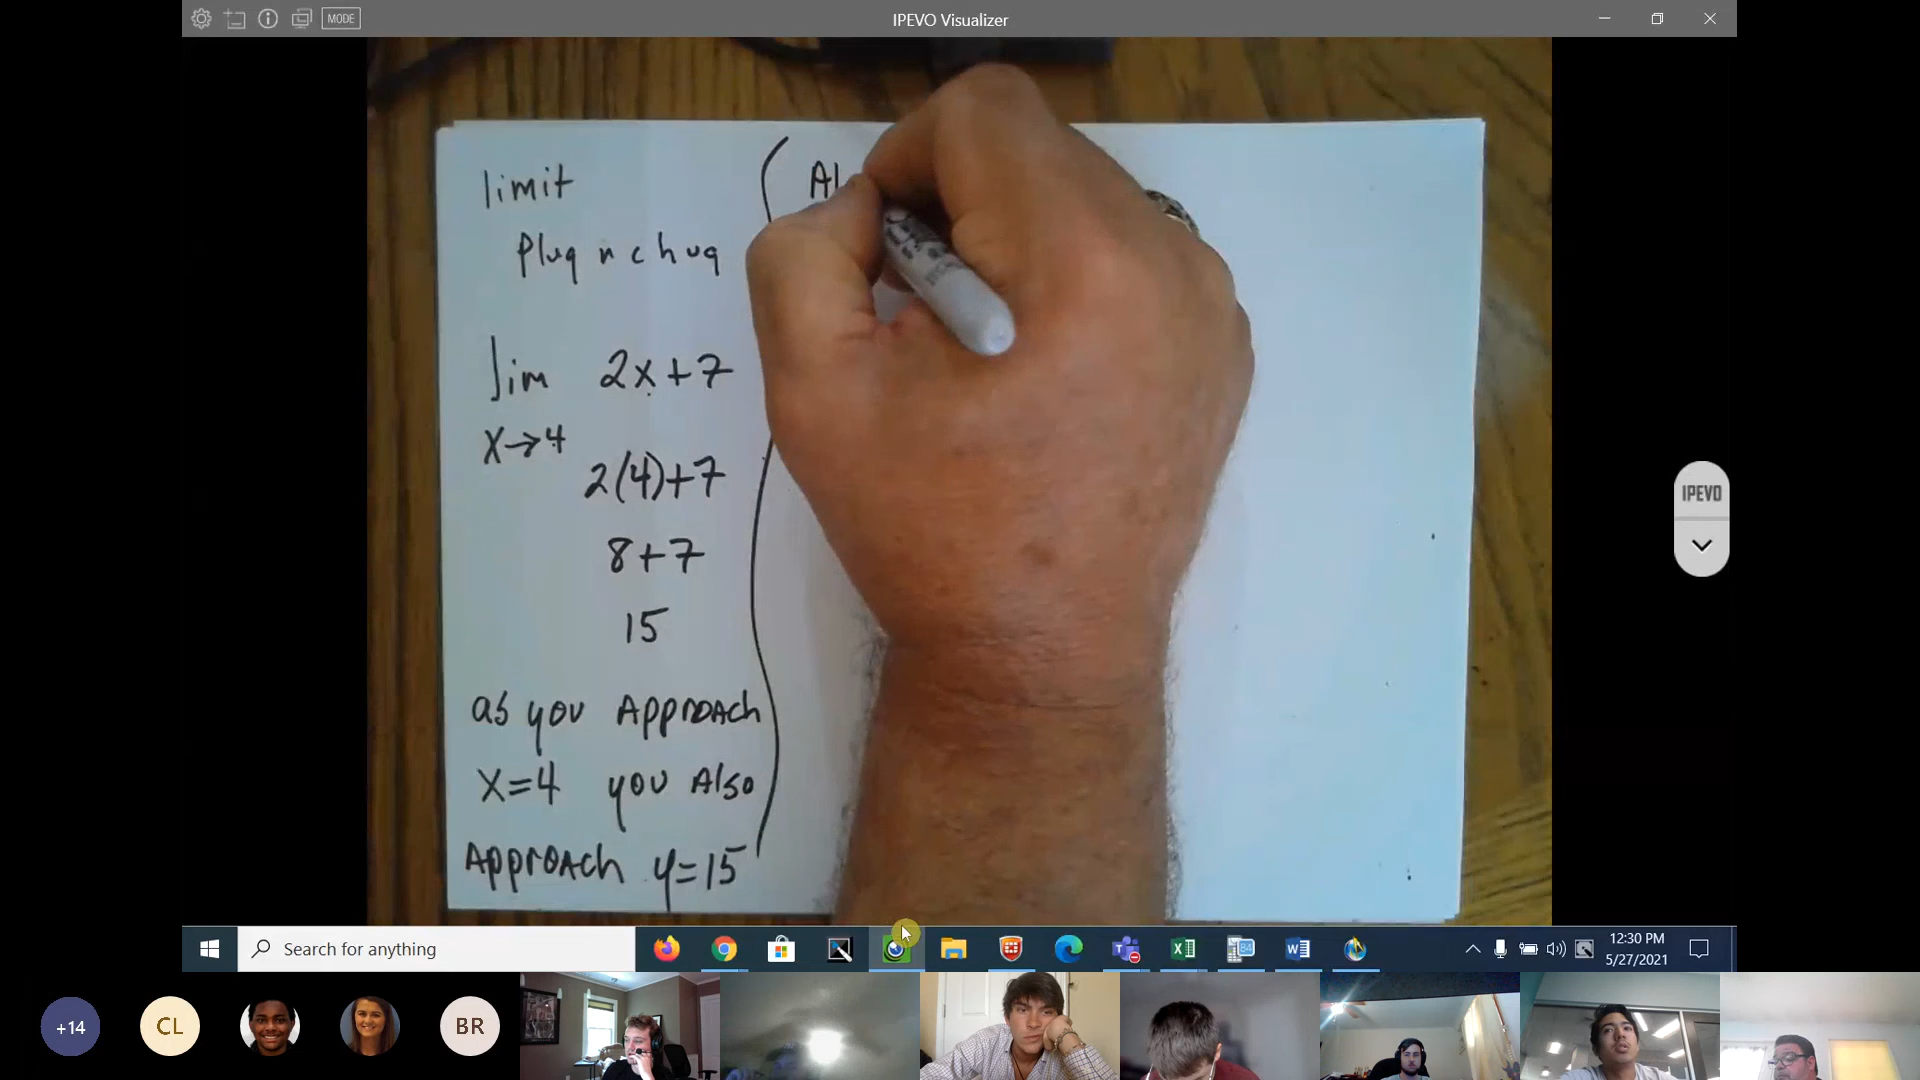 MODE
IPEVO Visualizer
limit
Plug n chug
lim 2x+7
X→4
2(4)+7
8+7
15
as you Approach
X=4 you Also
Approach y=15
Al
IPEVO
Search for anything
12:30 PM
5/27/2021
+14
CL
BR